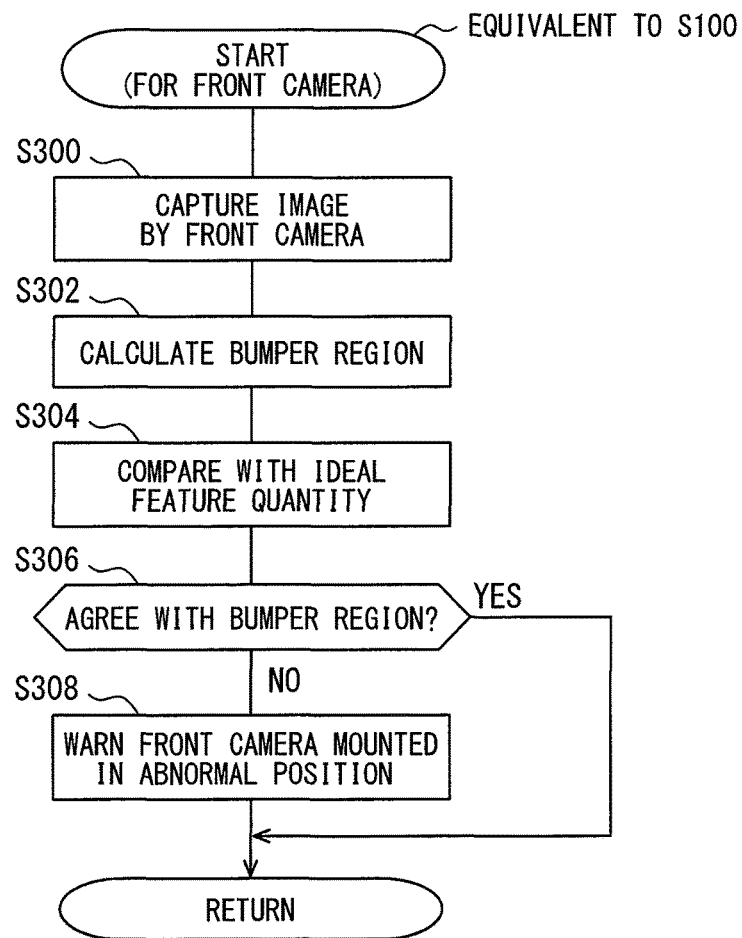 EQUIVALENT TO S100
START
(FOR FRONT CAMERA)
S300
CAPTURE IMAGE
BY FRONT CAMERA
S302
CALCULATE BUMPER REGION
S304
COMPARE WITH IDEAL
FEATURE QUANTITY
S306
AGREE WITH BUMPER REGION?
YES
NO
S308
WARN FRONT CAMERA MOUNTED
IN ABNORMAL POSITION
RETURN